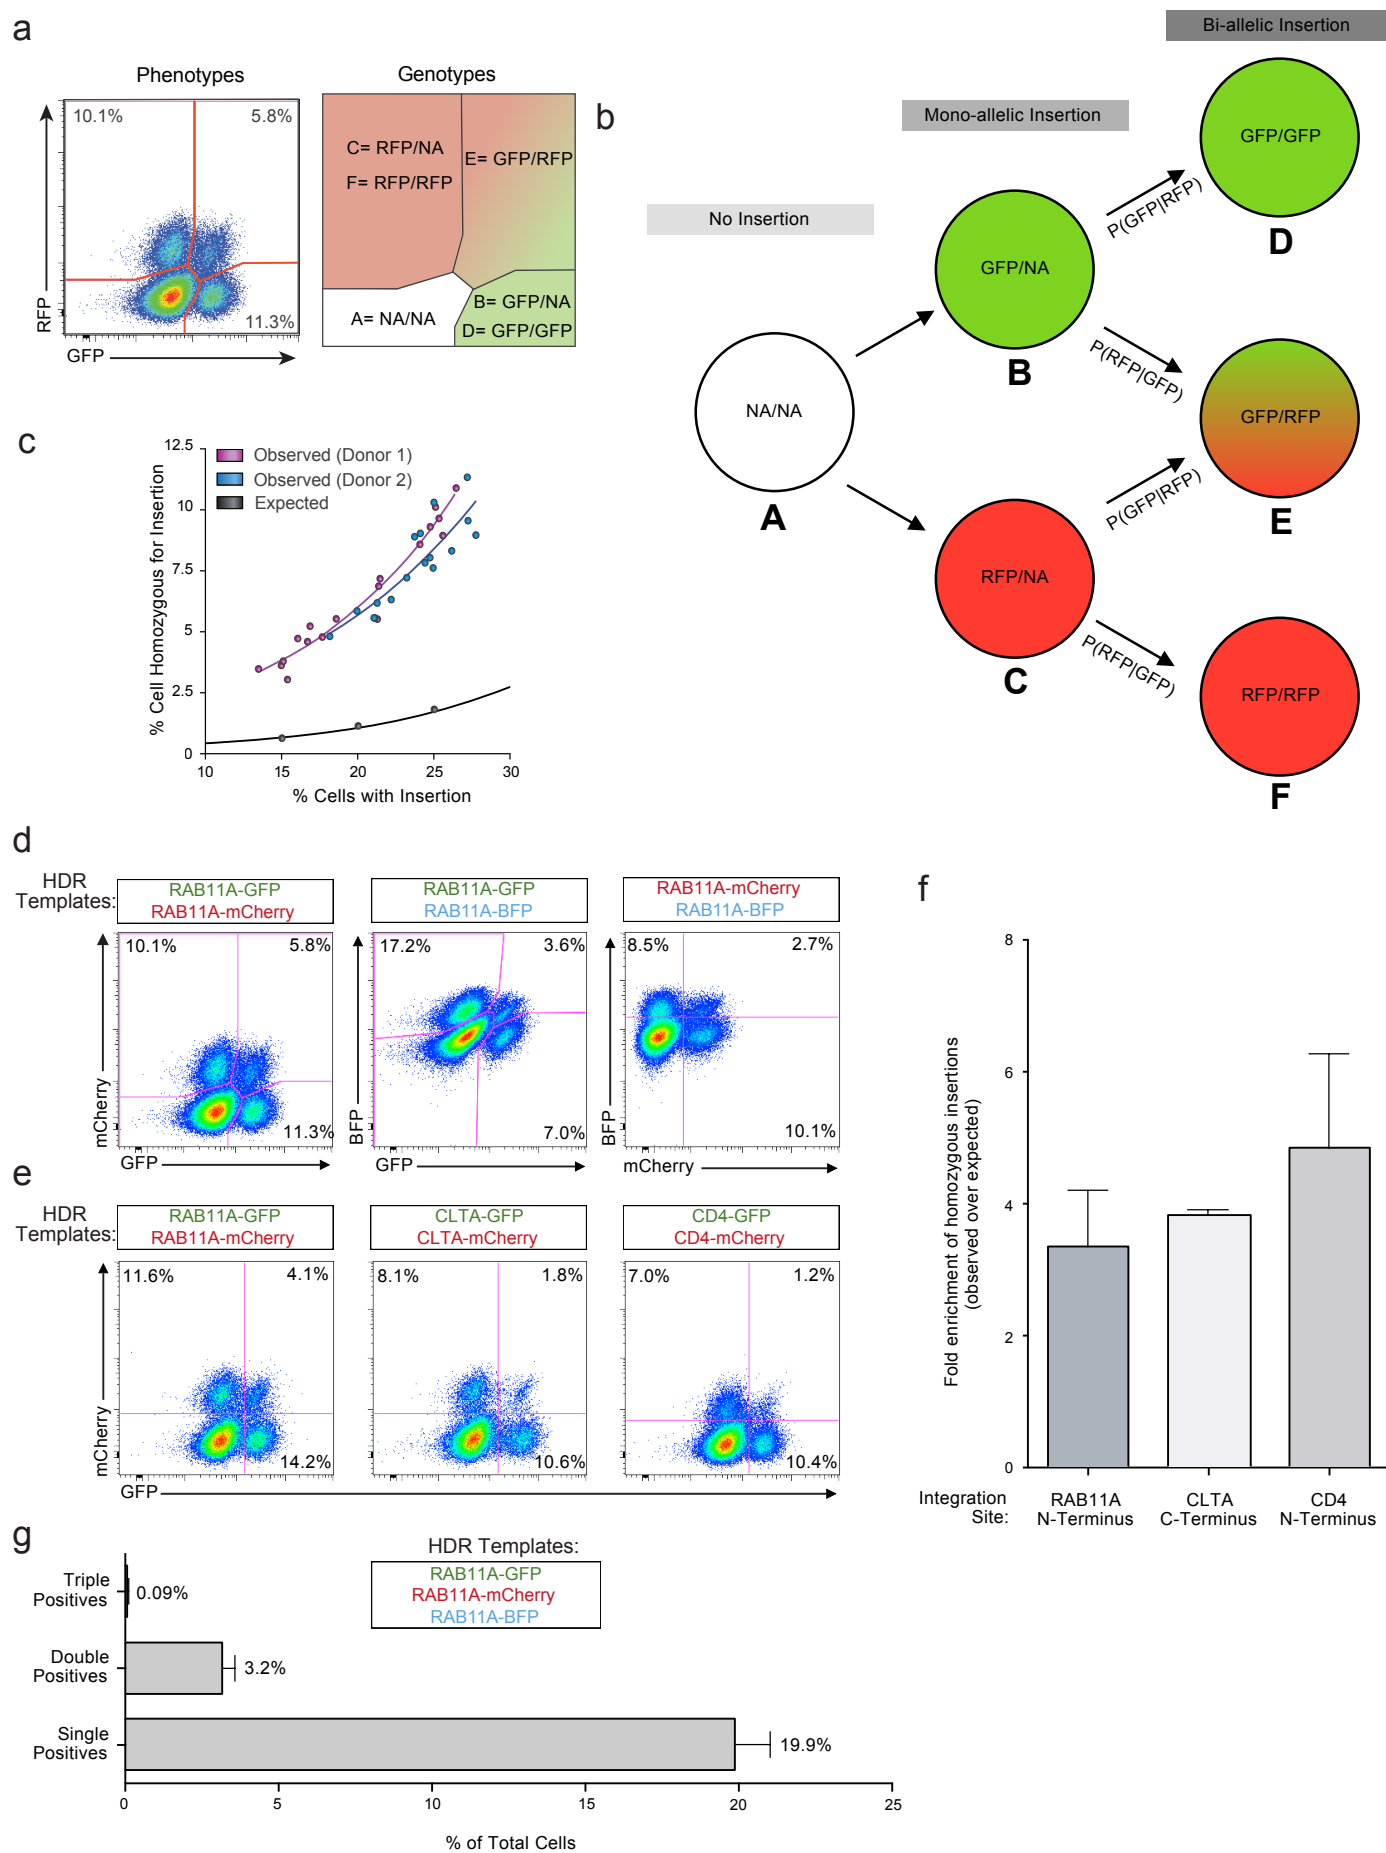 a
Phenotypes
Genotypes
10.1%
5.8%
11.3%
RFP
GFP
C= RFP/NA
F= RFP/RFP
E= GFP/RFP
A= NA/NA
B= GFP/NA
D= GFP/GFP
b
No Insertion
Mono-allelic Insertion
Bi-allelic Insertion
NA/NA
A
GFP/NA
B
RFP/NA
C
P(GFP|RFP)
P(RFP|GFP)
P(GFP|RFP)
P(RFP|GFP)
GFP/GFP
D
GFP/RFP
E
RFP/RFP
F
c
Observed (Donor 1)
Observed (Donor 2)
Expected
% Cell Homozygous for Insertion
12.5
10
7.5
5
2.5
0
10
15
20
25
30
% Cells with Insertion
d
HDR
Templates:
RAB11A-GFP
RAB11A-mCherry
RAB11A-GFP
RAB11A-BFP
RAB11A-mCherry
RAB11A-BFP
10.1%
5.8%
11.3%
mCherry
GFP
17.2%
3.6%
7.0%
BFP
GFP
8.5%
2.7%
10.1%
BFP
mCherry
e
HDR
Templates:
RAB11A-GFP
RAB11A-mCherry
CLTA-GFP
CLTA-mCherry
CD4-GFP
CD4-mCherry
11.6%
4.1%
14.2%
8.1%
1.8%
10.6%
7.0%
1.2%
10.4%
mCherry
GFP
f
Fold enrichment of homozygous insertions
(observed over expected)
8
6
4
2
0
Integration
Site:
RAB11A
N-Terminus
CLTA
C-Terminus
CD4
N-Terminus
g
HDR Templates:
RAB11A-GFP
RAB11A-mCherry
RAB11A-BFP
Triple
Positives
0.09%
Double
Positives
3.2%
Single
Positives
19.9%
0
5
10
15
20
25
% of Total Cells